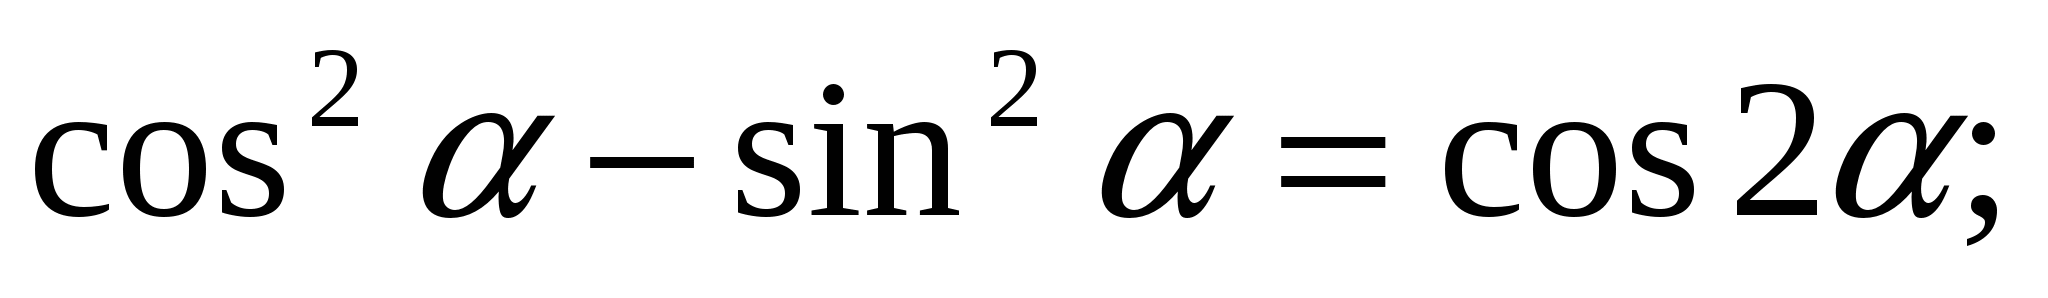 cos² α – sin² α = cos 2α;